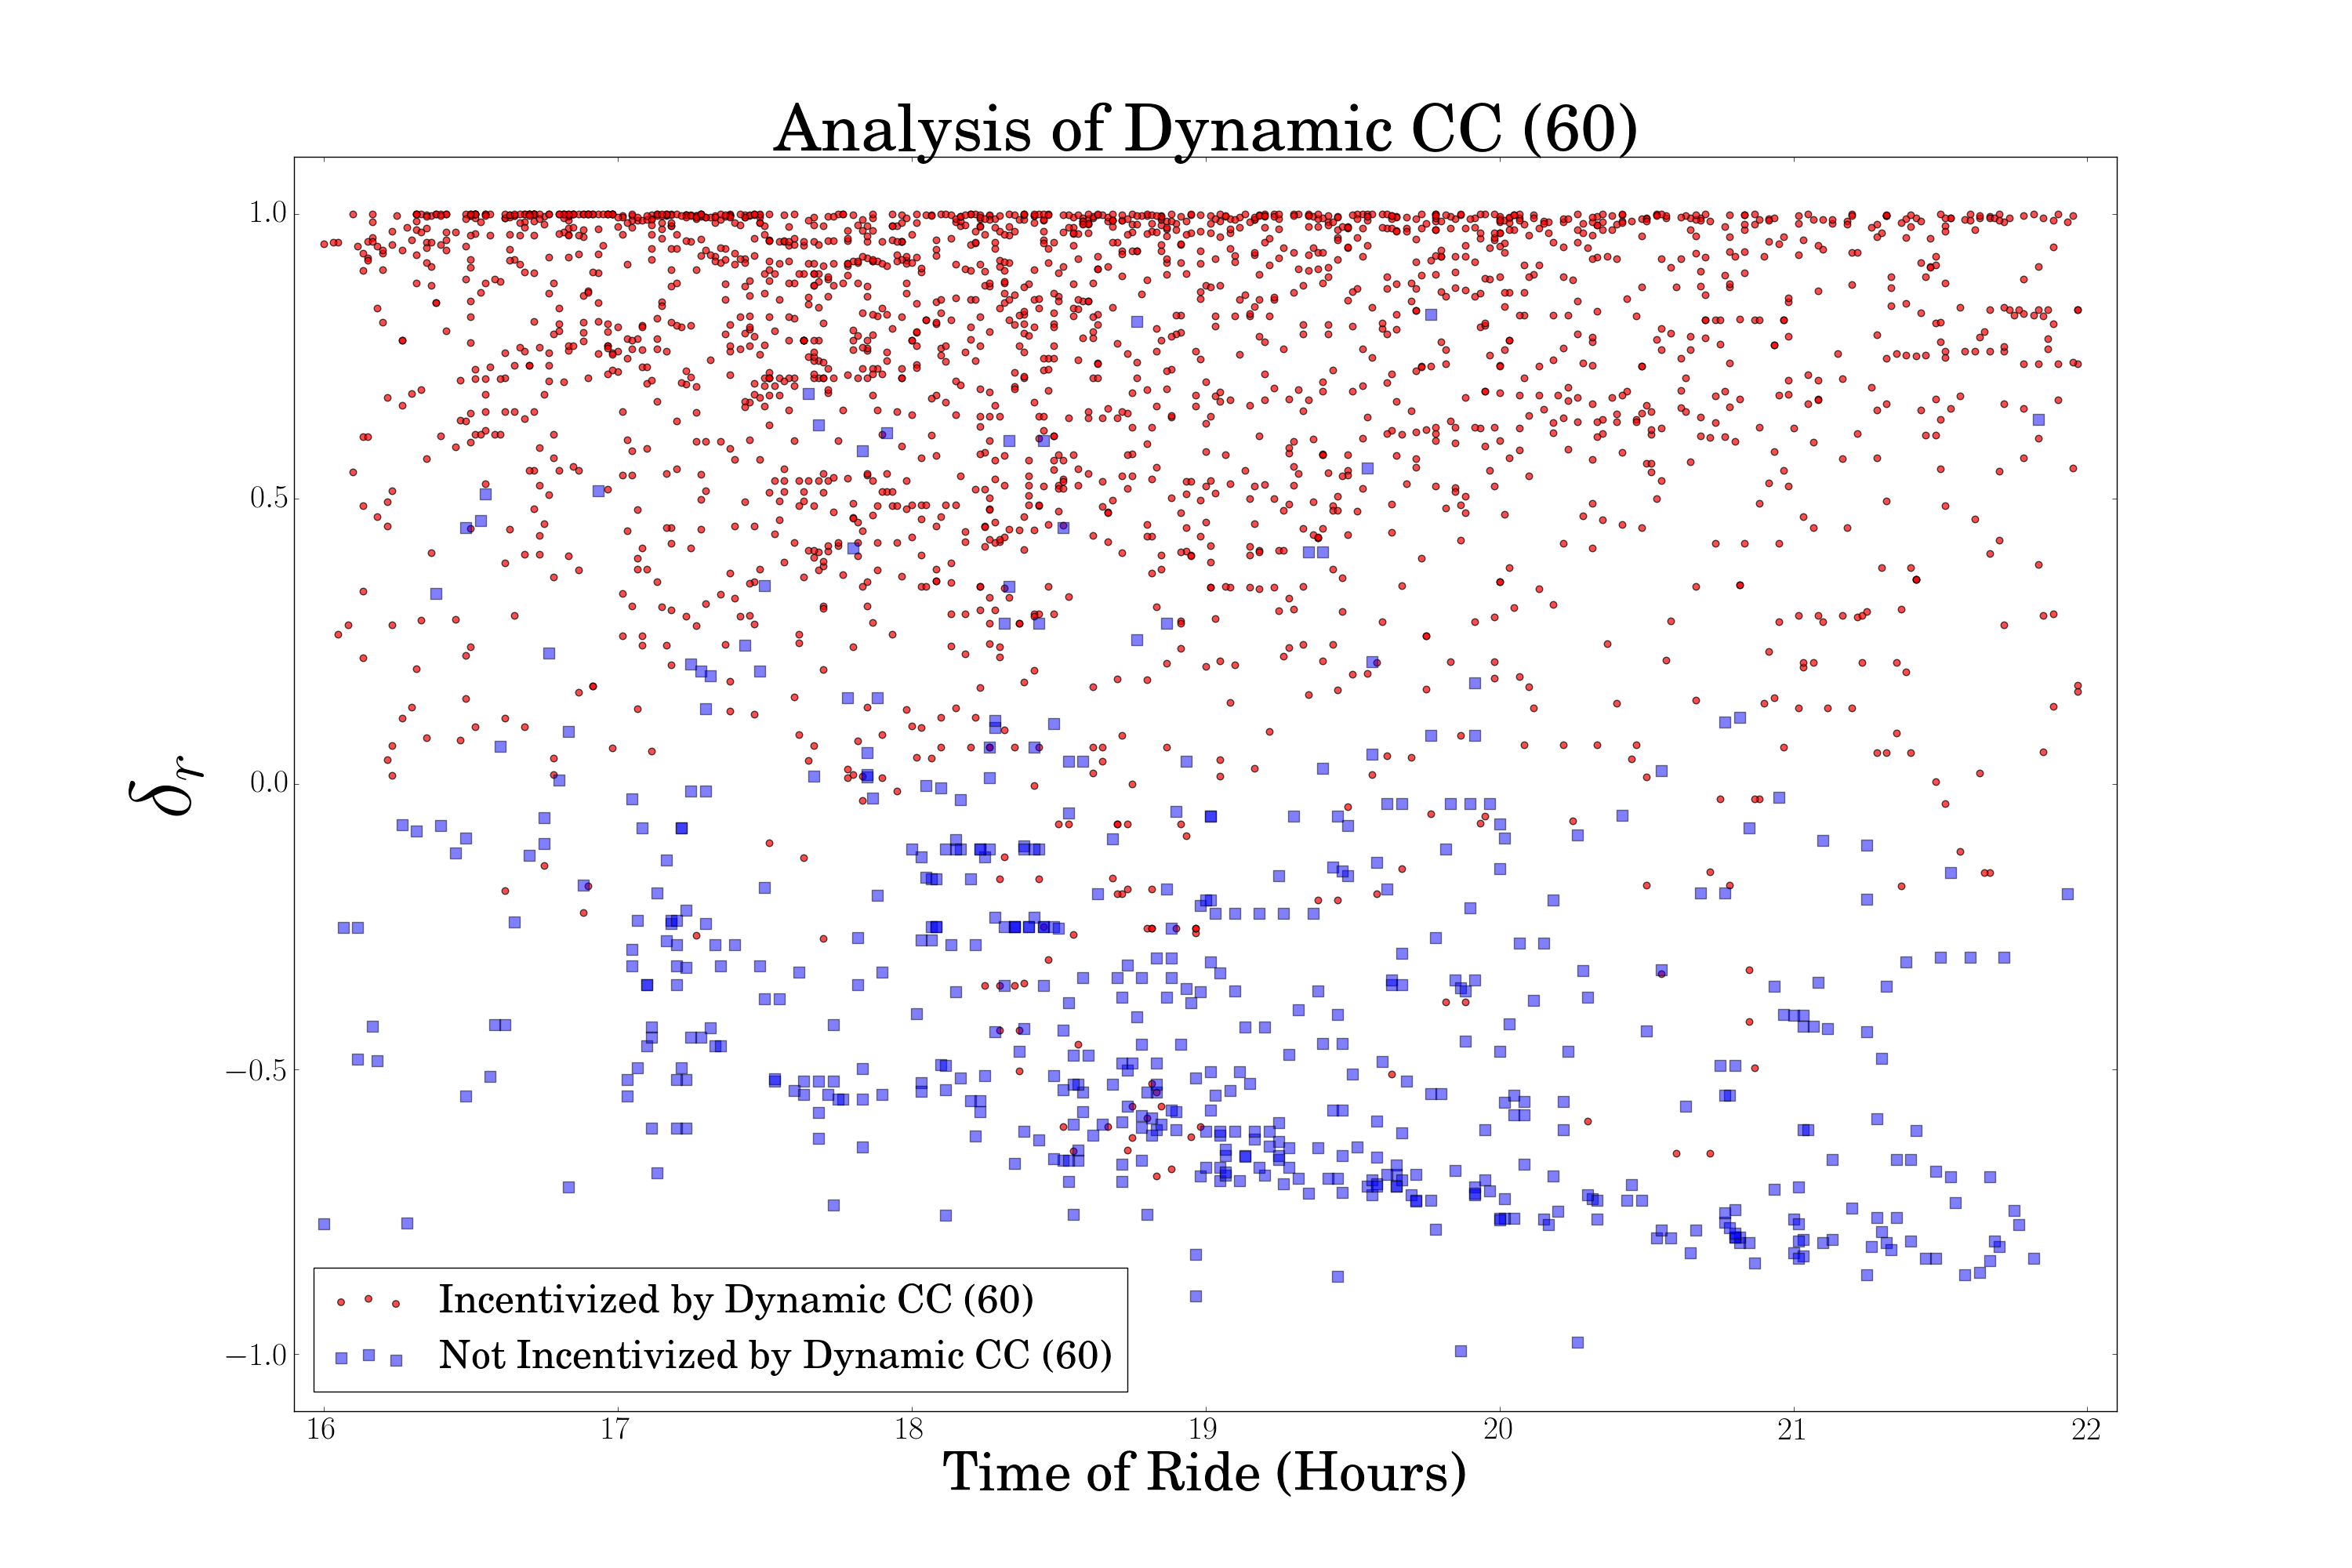 Analysis of Dynamic CC (60)
1.0
0.5
0.0
−0.5
−1.0
δr
Incentivized by Dynamic CC (60)
Not Incentivized by Dynamic CC (60)
16 17 18 19 20 21 22
Time of Ride (Hours)